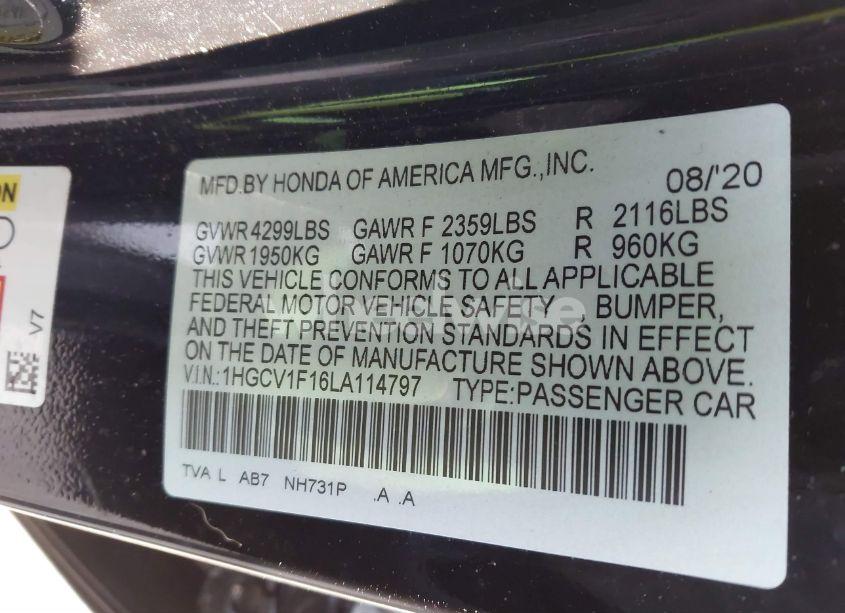 MFD.BY HONDA OF AMERICA MFG.,INC. 08/'20
GVWR 4299LBS GAWR F 2359LBS R 2116LBS
GVWR 1950KG GAWR F 1070KG R 960KG
THIS VEHICLE CONFORMS TO ALL APPLICABLE
FEDERAL MOTOR VEHICLE SAFETY , BUMPER,
AND THEFT PREVENTION STANDARDS IN EFFECT
ON THE DATE OF MANUFACTURE SHOWN ABOVE.
V.I.N.:1HGCV1F16LA114797 TYPE:PASSENGER CAR
TVA L AB7 NH731P .A .A
V7